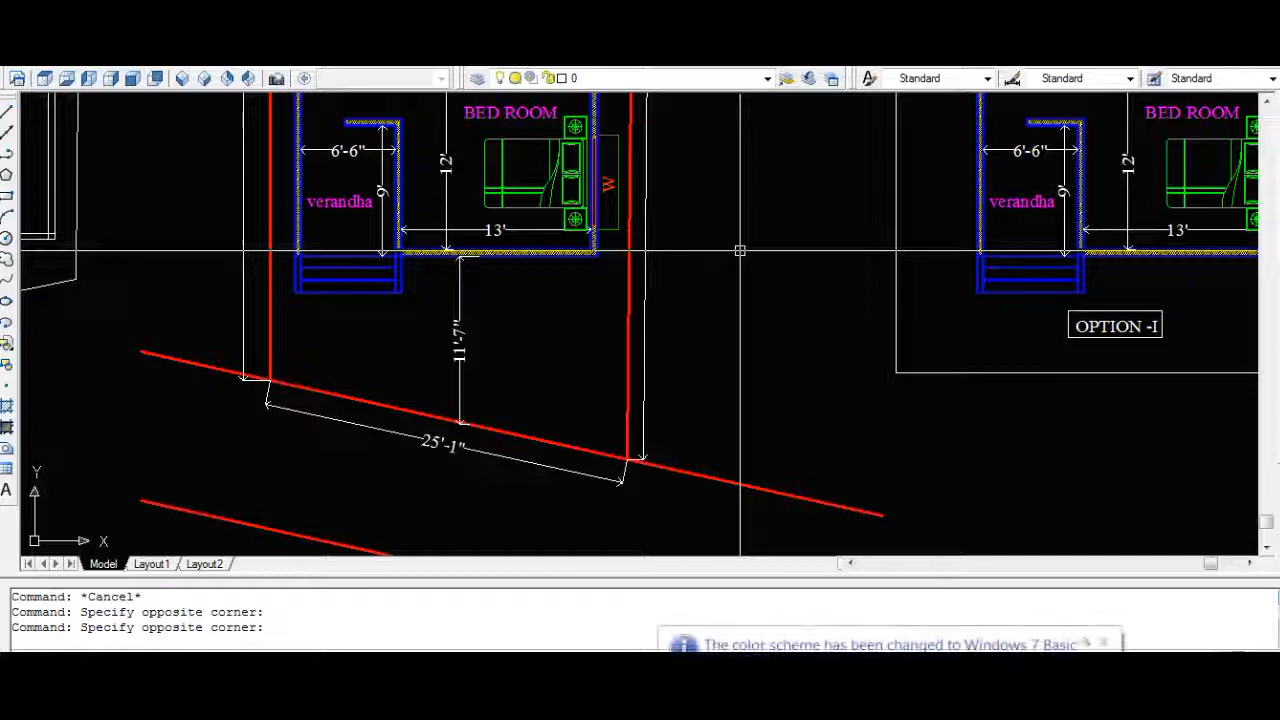 0
Standard
Standard
Standard
BED ROOM
BED ROOM
6'-6"
12'
9'
W
verandha
13'
6'-6"
12'
9'
verandha
13'
11'-7"
OPTION -I
25'-1"
Y
X
A
Model
Layout1
Layout2
Command: *Cancel*
Command: Specify opposite corner:
Command: Specify opposite corner:
The color scheme has been changed to Windows 7 Basic